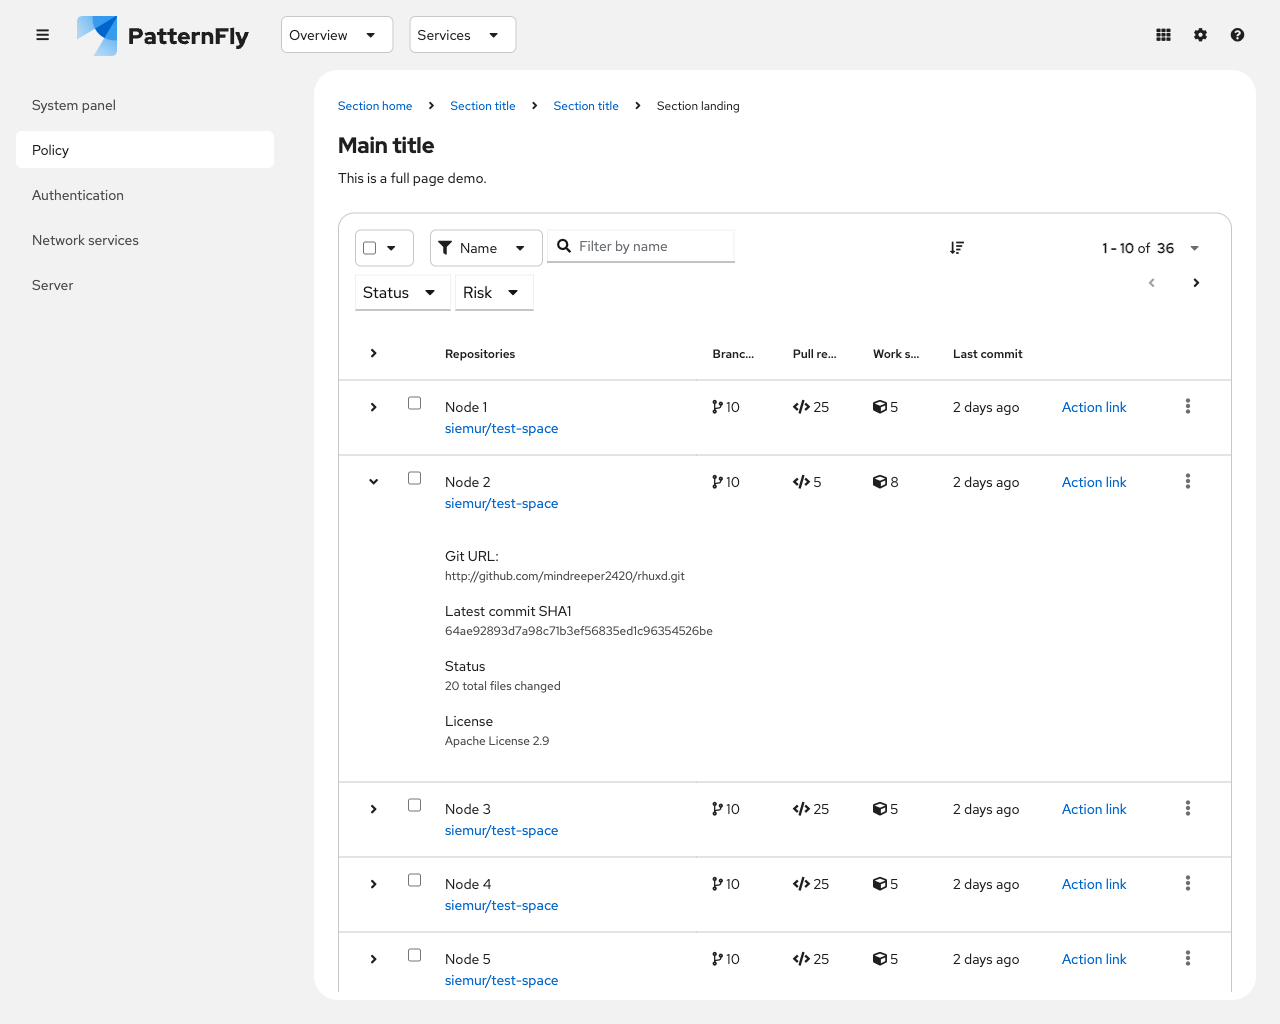 PatternFly
Overview
Services
System panel
Policy
Authentication
Network services
Server
Section home
Section title
Section title
Section landing
Main title
This is a full page demo.
Name
Filter by name
1 - 10 of 36
Status
Risk
Repositories
Branc...
Pull re...
Work s...
Last commit
Node 1
10
25
5
2 days ago
Action link
siemur/test-space
Node 2
10
5
8
2 days ago
Action link
siemur/test-space
Git URL:
http://github.com/mindreeper2420/rhuxd.git
Latest commit SHA1
64ae92893d7a98c71b3ef56835ed1c96354526be
Status
20 total files changed
License
Apache License 2.9
Node 3
10
25
5
2 days ago
Action link
siemur/test-space
Node 4
10
25
5
2 days ago
Action link
siemur/test-space
Node 5
10
25
5
2 days ago
Action link
siemur/test-space